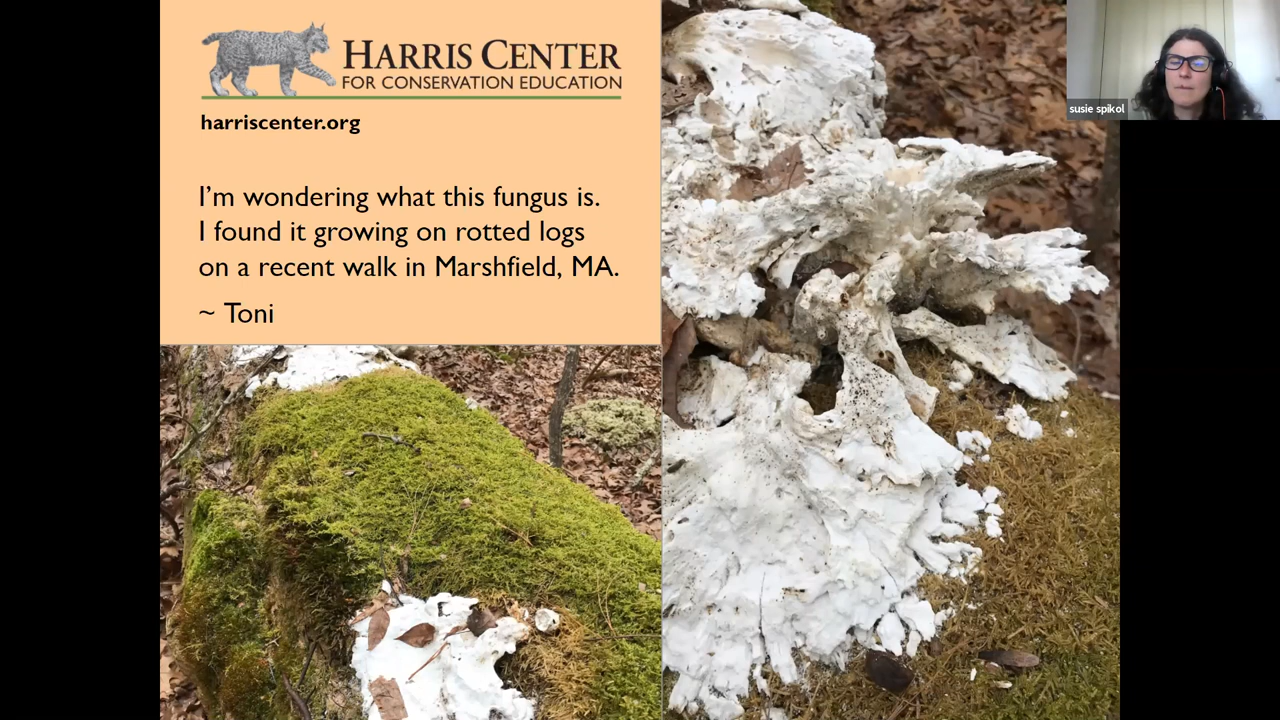 HARRIS CENTER
FOR CONSERVATION EDUCATION
harriscenter.org
I'm wondering what this fungus is.
I found it growing on rotted logs
on a recent walk in Marshfield, MA.
~ Toni
susie spikol